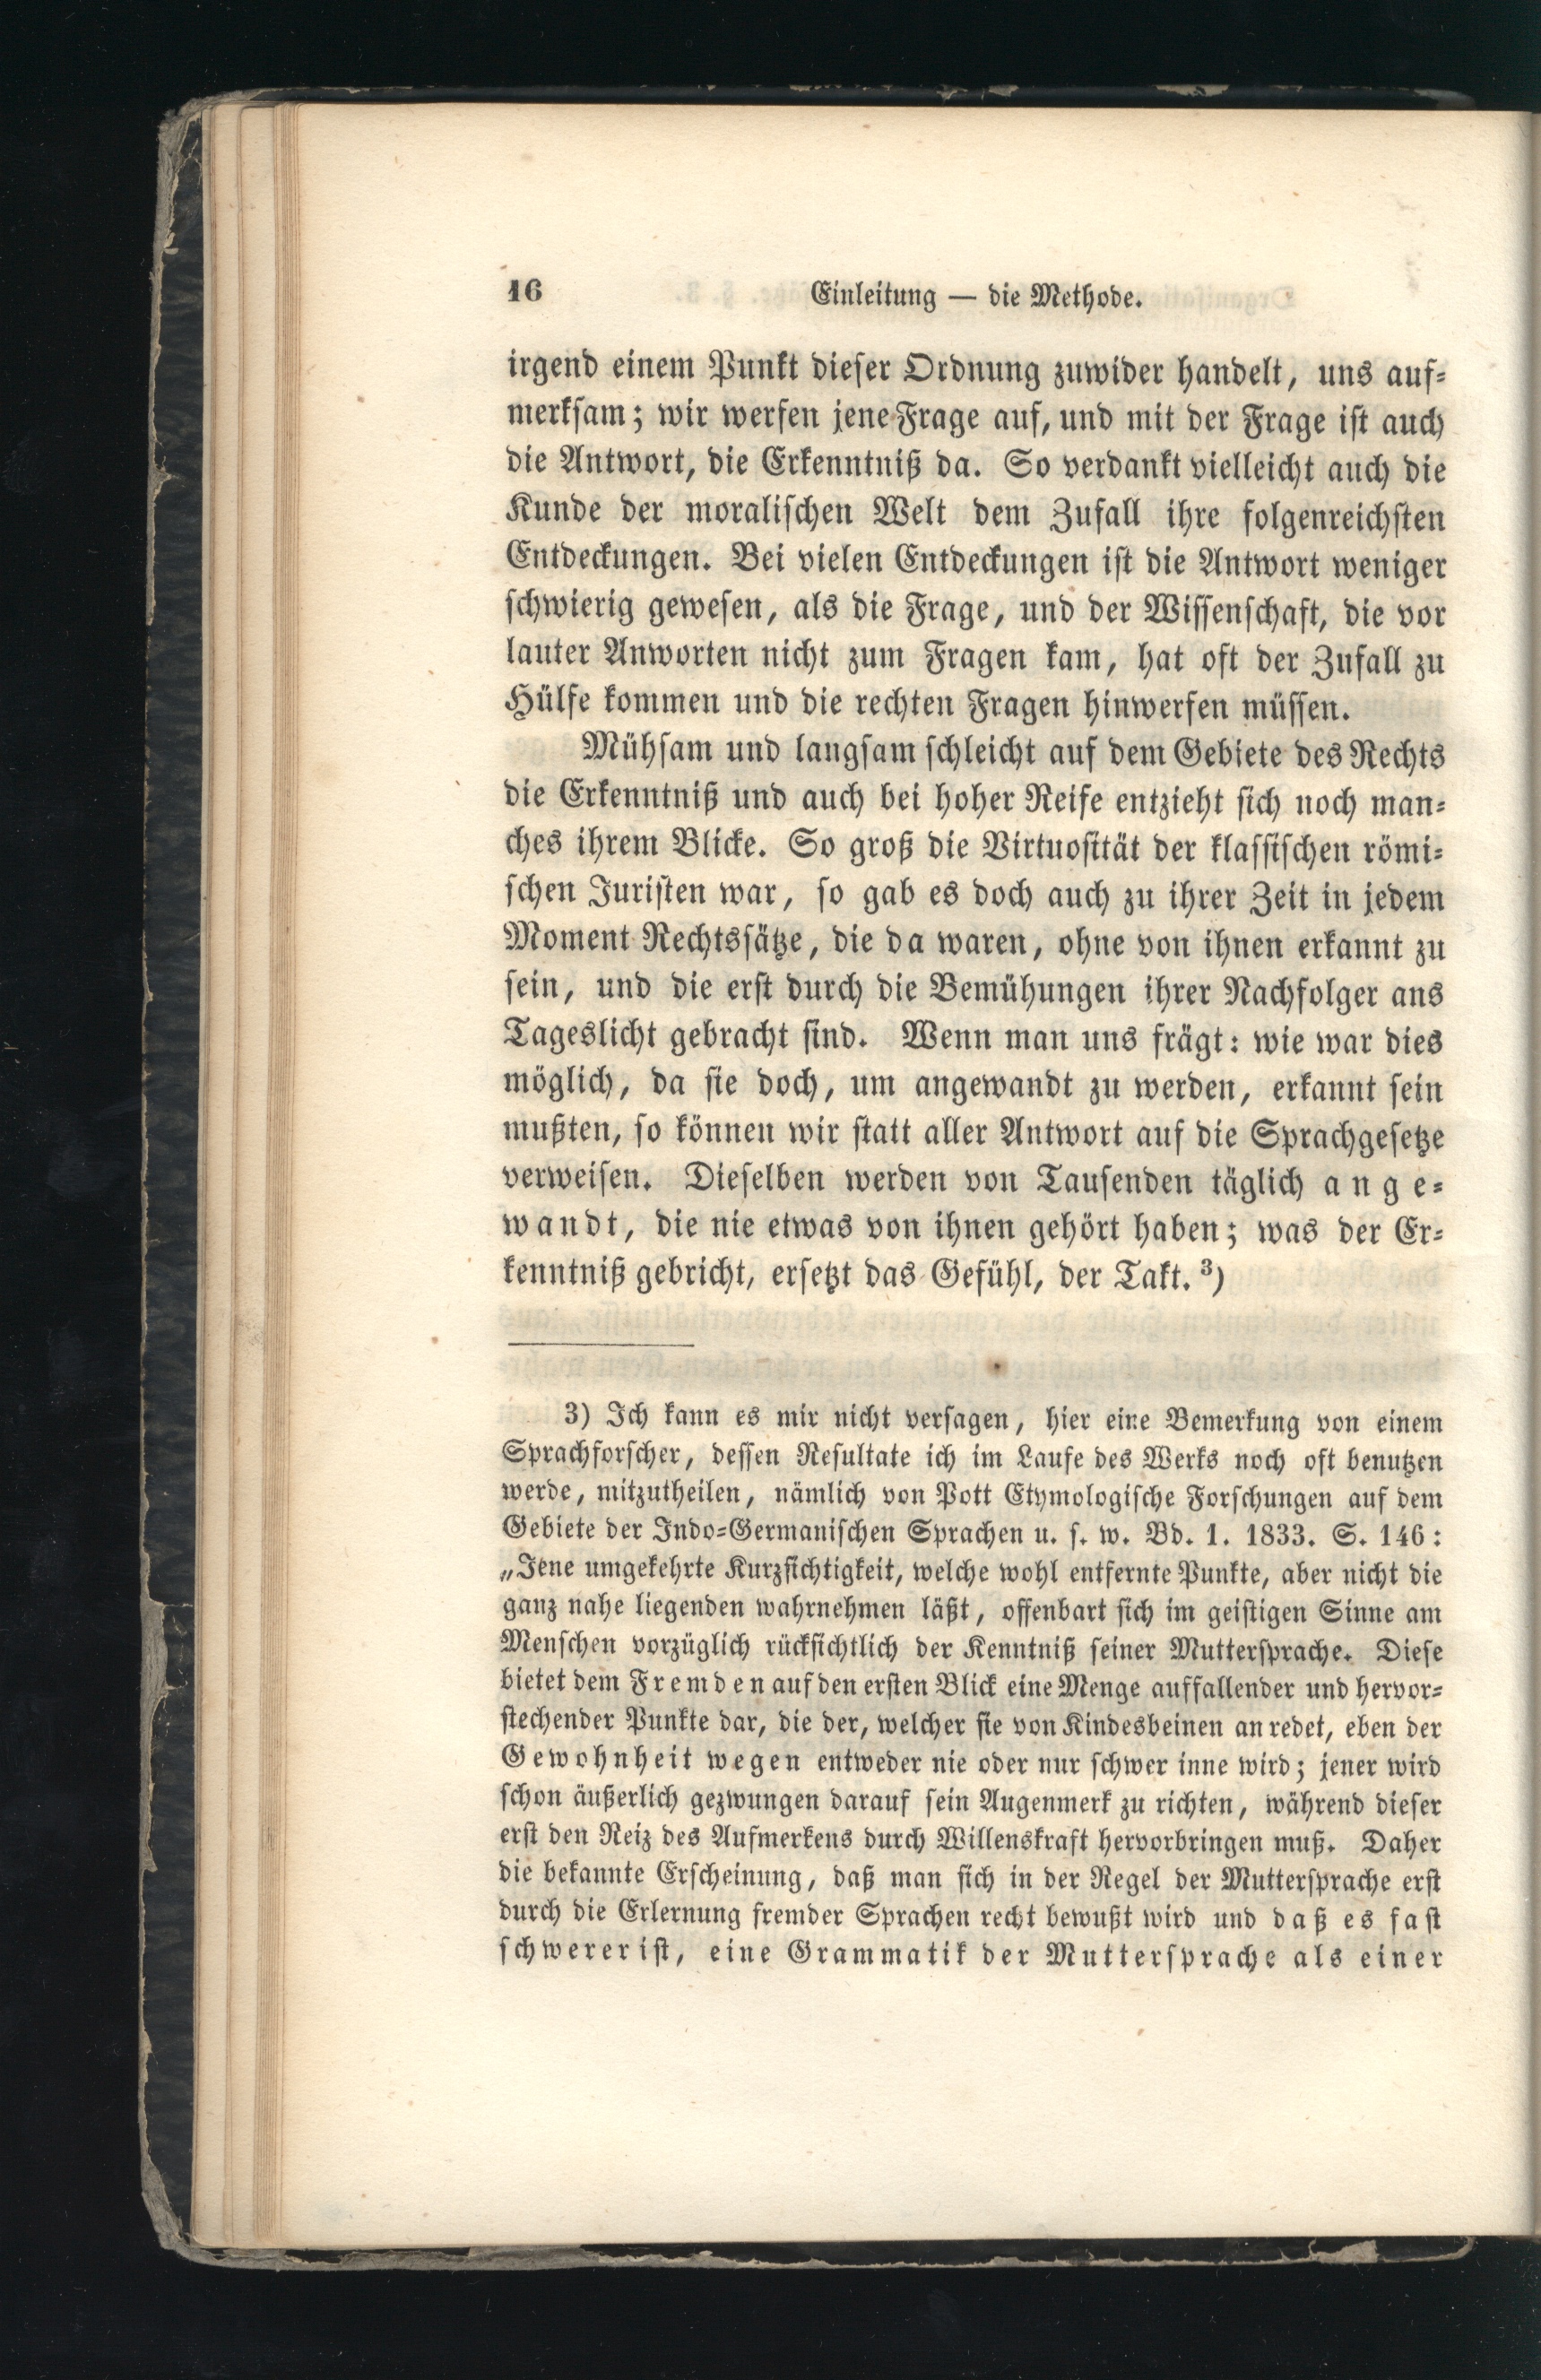 16
Einleitung — die Methode.
irgend einem Punkt dieser Ordnung zuwider handelt, uns auf-
merksam; wir werfen jene Frage auf, und mit der Frage ist auch
die Antwort, die Erkenntniß da. So verdankt vielleicht auch die
Kunde der moralischen Welt dem Zufall ihre folgenreichsten
Entdeckungen. Bei vielen Entdeckungen ist die Antwort weniger
schwierig gewesen, als die Frage, und der Wissenschaft, die vor
lauter Anworten nicht zum Fragen kam, hat oft der Zufall zu
Hülfe kommen und die rechten Fragen hinwerfen müssen.
Mühsam und langsam schleicht auf dem Gebiete des Rechts
die Erkenntniß und auch bei hoher Reife entzieht sich noch man-
ches ihrem Blicke. So groß die Virtuosität der klassischen römi-
schen Juristen war, so gab es doch auch zu ihrer Zeit in jedem
Moment Rechtssätze, die da waren, ohne von ihnen erkannt zu
sein, und die erst durch die Bemühungen ihrer Nachfolger ans
Tageslicht gebracht sind. Wenn man uns frägt: wie war dies
möglich, da sie doch, um angewandt zu werden, erkannt sein
mußten, so können wir statt aller Antwort auf die Sprachgesetze
verweisen. Dieselben werden von Tausenden täglich ange-
wandt, die nie etwas von ihnen gehört haben; was der Er-
kenntniß gebricht, ersetzt das Gefühl, der Takt. ³)
3) Ich kann es mir nicht versagen, hier eine Bemerkung von einem
Sprachforscher, dessen Resultate ich im Laufe des Werks noch oft benutzen
werde, mitzutheilen, nämlich von Pott Etymologische Forschungen auf dem
Gebiete der Indo-Germanischen Sprachen u. s. w. Bd. 1. 1833. S. 146:
„Jene umgekehrte Kurzsichtigkeit, welche wohl entfernte Punkte, aber nicht die
ganz nahe liegenden wahrnehmen läßt, offenbart sich im geistigen Sinne am
Menschen vorzüglich rücksichtlich der Kenntniß seiner Muttersprache. Diese
bietet dem Fremden auf den ersten Blick eine Menge auffallender und hervor-
stechender Punkte dar, die der, welcher sie von Kindesbeinen an redet, eben der
Gewohnheit wegen entweder nie oder nur schwer inne wird; jener wird
schon äußerlich gezwungen darauf sein Augenmerk zu richten, während dieser
erst den Reiz des Aufmerkens durch Willenskraft hervorbringen muß. Daher
die bekannte Erscheinung, daß man sich in der Regel der Muttersprache erst
durch die Erlernung fremder Sprachen recht bewußt wird und daß es fast
schwerer ist, eine Grammatik der Muttersprache als einer